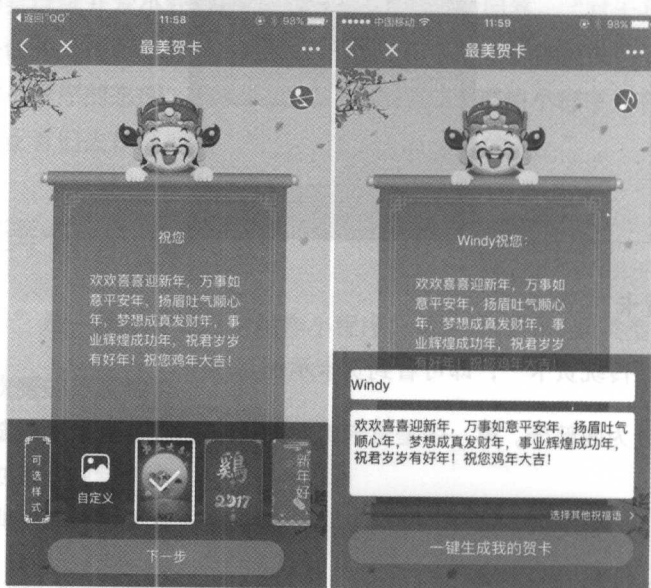 返回"QQ"
11:58
98%
最美贺卡
祝您
欢欢喜喜迎新年，万事如
意平安年，扬眉吐气顺心
年，梦想成真发财年，事
业辉煌成功年，祝君岁岁
有好年！祝您鸡年大吉！
可选样式
自定义
鷄
2017
新年好
下一步
中国移动
11:59
98%
最美贺卡
Windy祝您：
欢欢喜喜迎新年，万事如
意平安年，扬眉吐气顺心
年，梦想成真发财年，事
业辉煌成功年，祝君岁岁
有好年！祝您鸡年大吉！
Windy
欢欢喜喜迎新年，万事如意平安年，扬眉吐气
顺心年，梦想成真发财年，事业辉煌成功年，
祝君岁岁有好年！祝您鸡年大吉！
选择其他祝福语 >
一键生成我的贺卡